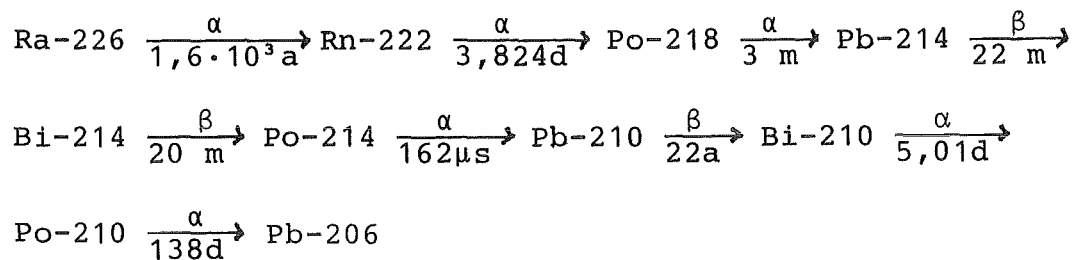 Ra-226 α 1,6·10³a → Rn-222 α 3,824d → Po-218 α 3 m → Pb-214 β 22 m →
Bi-214 β 20 m → Po-214 α 162µs → Pb-210 β 22a → Bi-210 α 5,01d →
Po-210 α 138d → Pb-206